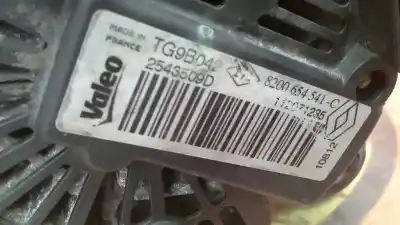 MADE IN
FRANCE
Valeo
TG9B042
2543509D
8200 654 541-C
10812